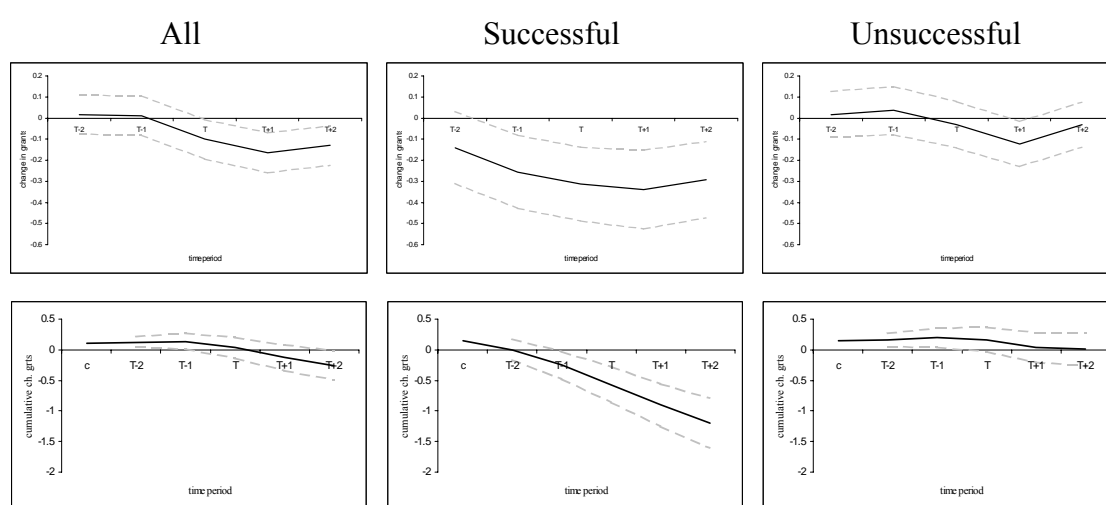 All Successful Unsuccessful
0.2
0.1
0
-0.1
-0.2
-0.3
-0.4
-0.5
-0.6
T-2 T-1 T T+1 T+2
change in grants
timeperiod
0.2
0.1
0
-0.1
-0.2
-0.3
-0.4
-0.5
-0.6
T-2 T-1 T T+1 T+2
change in grants
timeperiod
0.2
0.1
0
-0.1
-0.2
-0.3
-0.4
-0.5
-0.6
T-2 T-1 T T+1 T+2
change in grants
timeperiod
0.5
0
-0.5
-1
-1.5
-2
c T-2 T-1 T T+1 T+2
cumulative ch. grts
time period
0.5
0
-0.5
-1
-1.5
-2
c T-2 T-1 T T+1 T+2
cumulative ch. grts
time period
0.5
0
-0.5
-1
-1.5
-2
c T-2 T-1 T T+1 T+2
cumulative ch. grts
time period